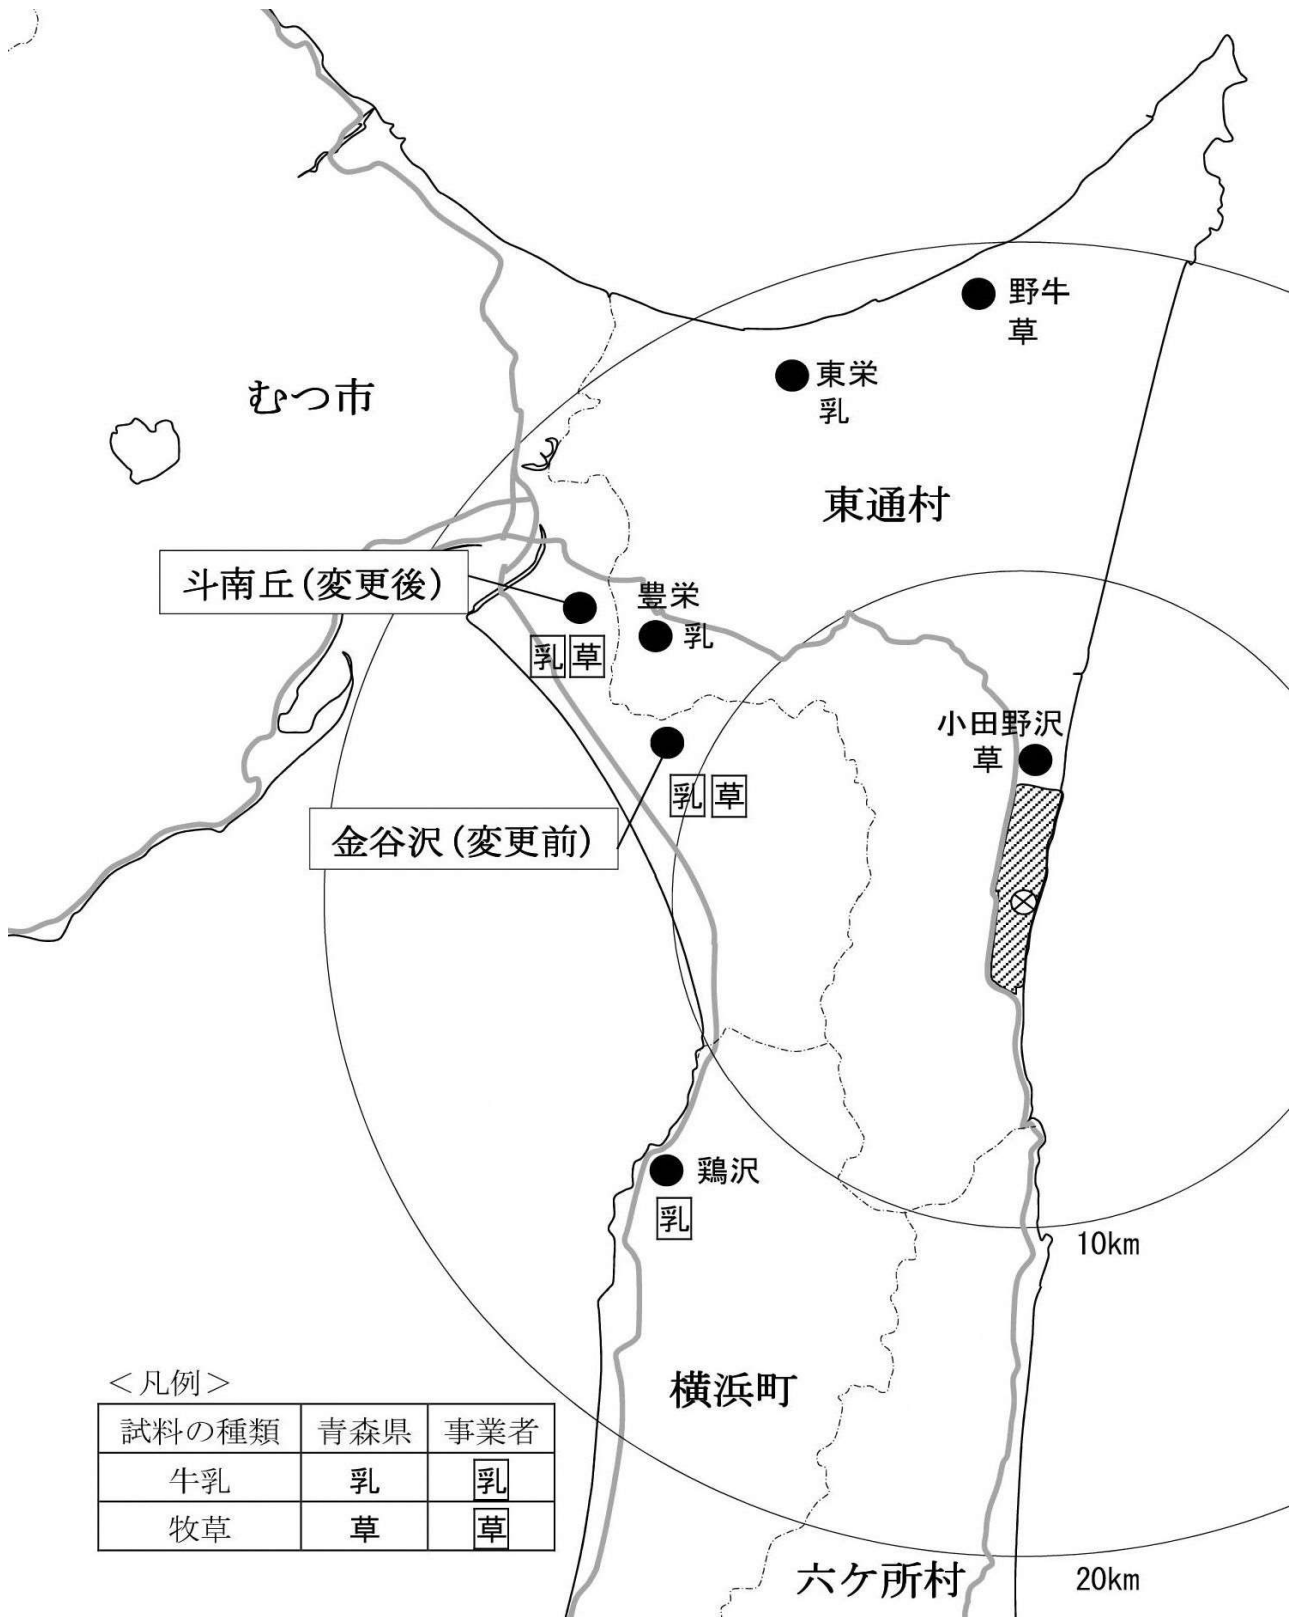 野牛
草
東栄
乳
むつ市
東通村
斗南丘(変更後)
豊栄
乳
乳 草
小田野沢
草
乳 草
金谷沢(変更前)
鶏沢
乳
10km
横浜町
<凡例>
試料の種類 青森県 事業者
牛乳 乳 乳
牧草 草 草
六ケ所村
20km